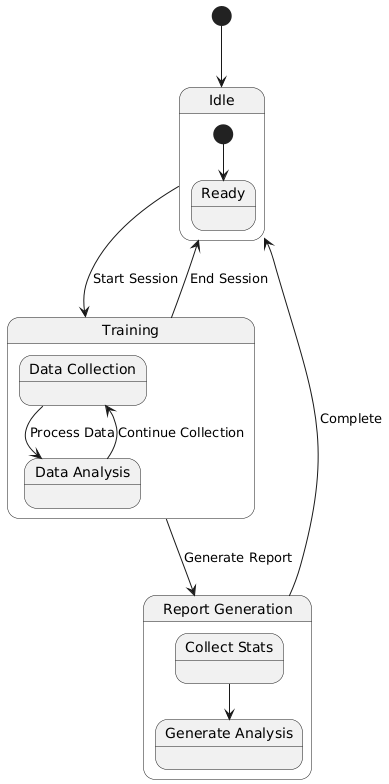 Idle
Ready
Start Session
End Session
Training
Data Collection
Process Data
Continue Collection
Data Analysis
Complete
Generate Report
Report Generation
Collect Stats
Generate Analysis